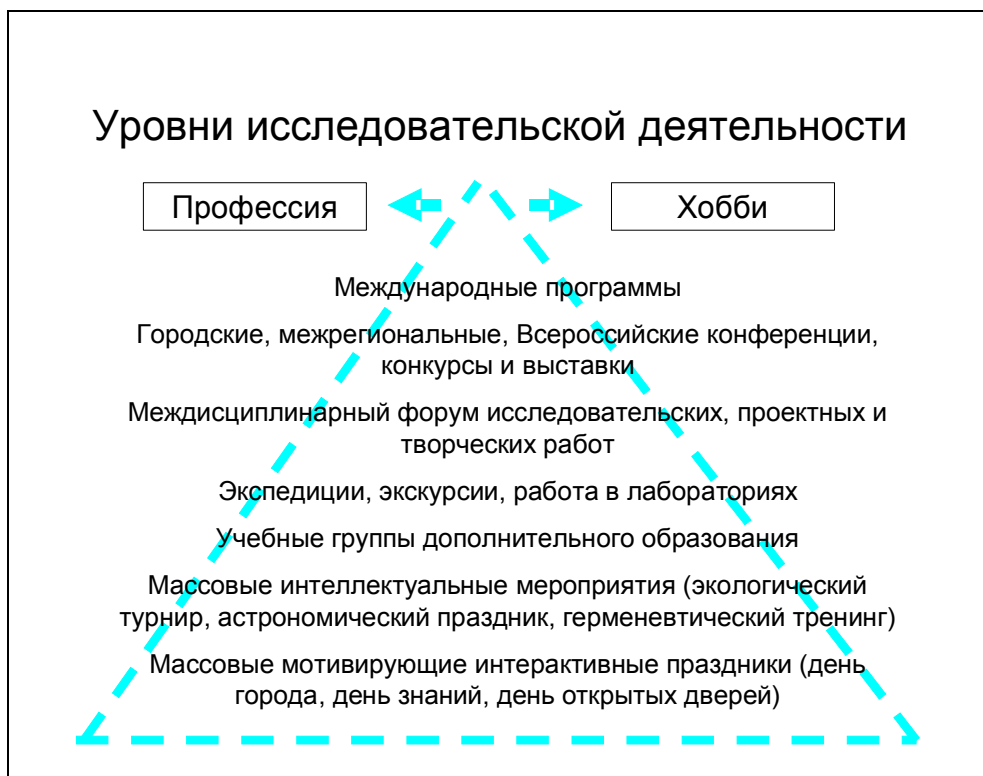 Уровни исследовательской деятельности
Профессия
Хобби
Международные программы
Городские, межрегиональные, Всероссийские конференции,
конкурсы и выставки
Междисциплинарный форум исследовательских, проектных и
творческих работ
Экспедиции, экскурсии, работа в лабораториях
Учебные группы дополнительного образования
Массовые интеллектуальные мероприятия (экологический
турнир, астрономический праздник, герменевтический тренинг)
Массовые мотивирующие интерактивные праздники (день
города, день знаний, день открытых дверей)